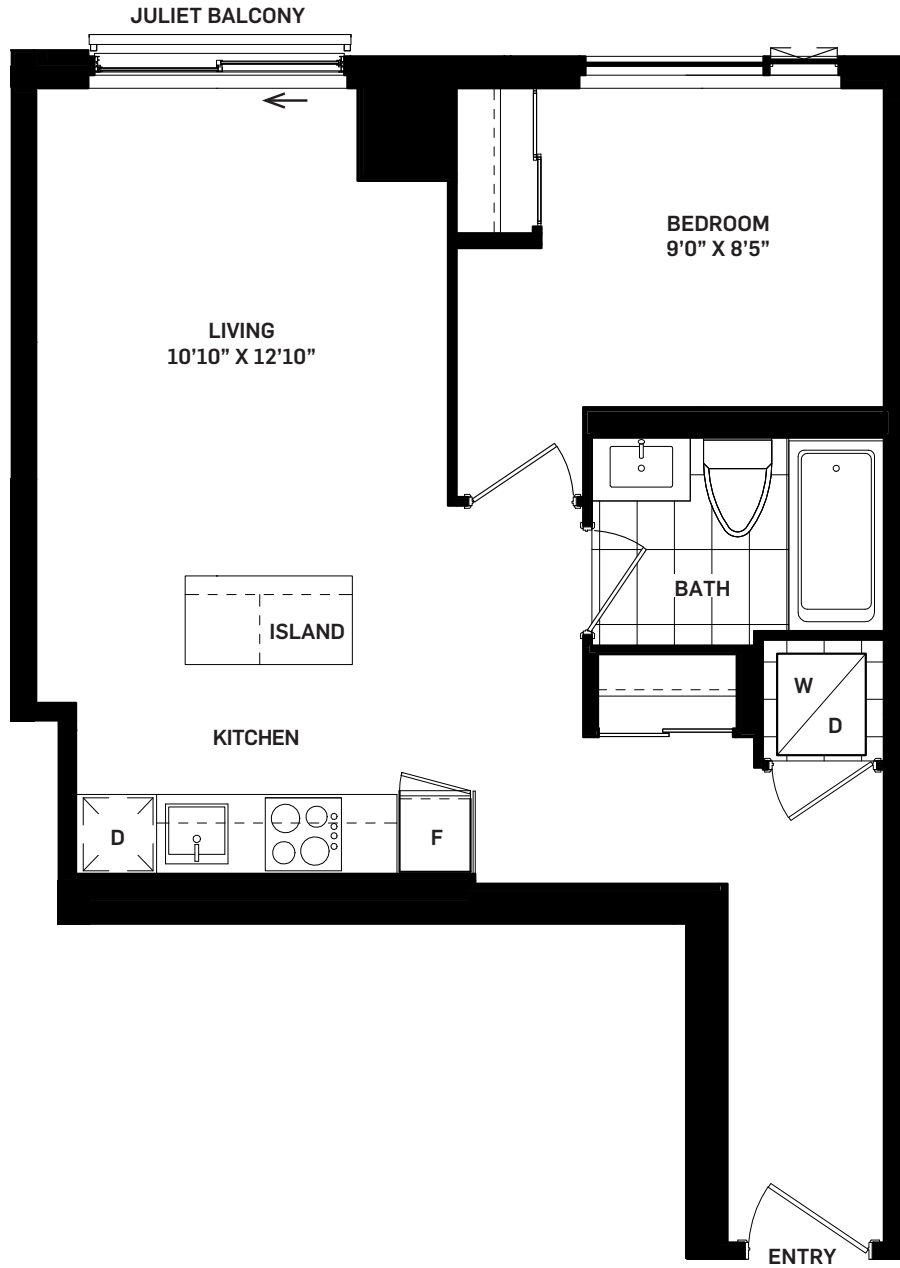 JULIET BALCONY
BEDROOM
9’0” X 8’5”
LIVING
10’10” X 12’10”
BATH
ISLAND
W
D
KITCHEN
D
F
ENTRY